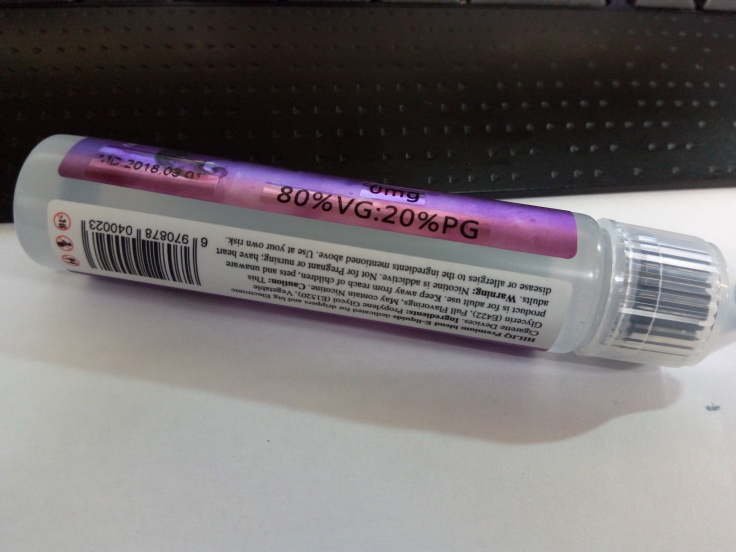 0mg
80%VG:20%PG
MD 2018.03.01
HILIQ Premium blend E-liquids dedicated for drippers and big Electronic
Cigarette Devices. Ingredients: Propylene Glycol (E1520), Vegetable
Glycerin (E422), Full Flavorings, May contain Nicotine. Caution: This
product is for adult use. Keep away from reach of children, pets and unaware
adults. Warning: Nicotine is addictive. Not for Pregnant or nursing; have heart
disease or allergies to the ingredients mentioned above. Use at your own risk.
6 970878 040023